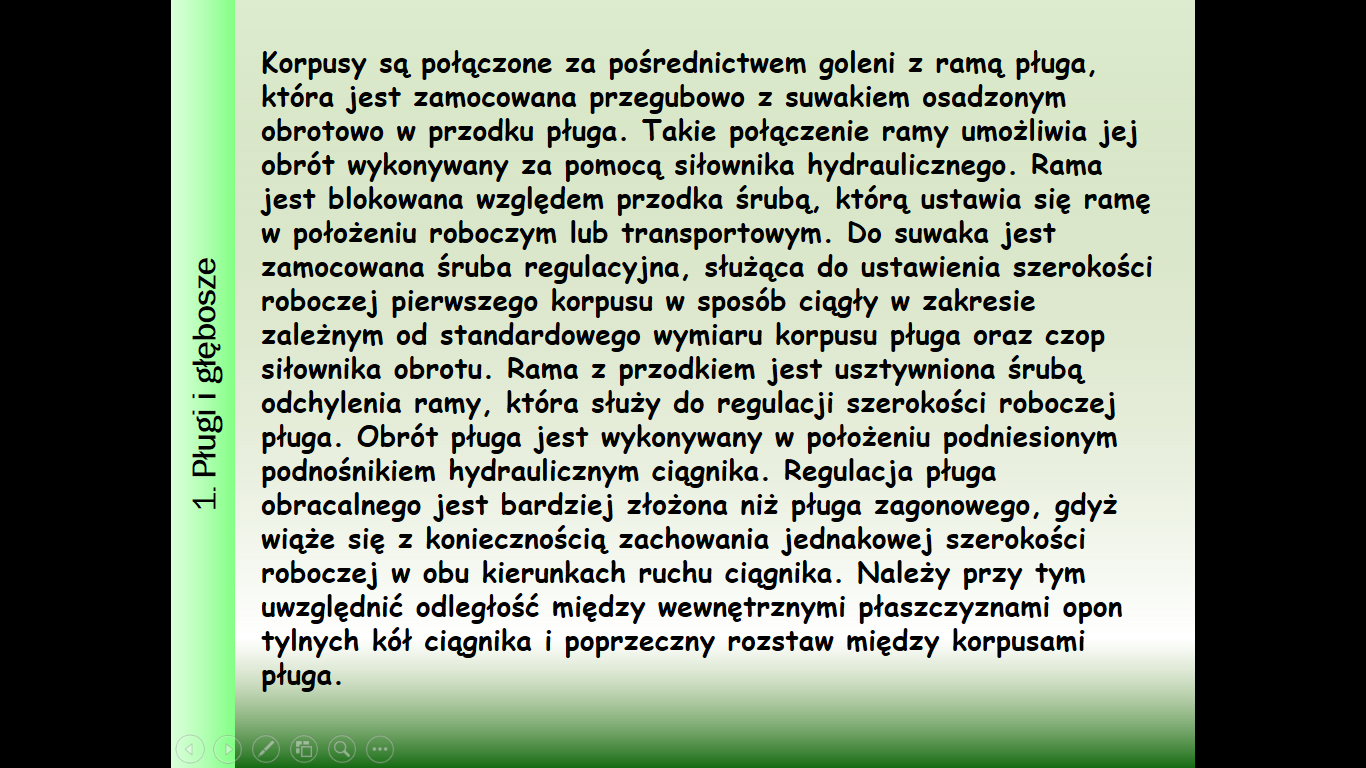 1. Pługi i głębosze
Korpusy są połączone za pośrednictwem goleni z ramą pługa,
która jest zamocowana przegubowo z suwakiem osadzonym
obrotowo w przodku pługa. Takie połączenie ramy umożliwia jej
obrót wykonywany za pomocą siłownika hydraulicznego. Rama
jest blokowana względem przodka śrubą, którą ustawia się ramę
w położeniu roboczym lub transportowym. Do suwaka jest
zamocowana śruba regulacyjna, służąca do ustawienia szerokości
roboczej pierwszego korpusu w sposób ciągły w zakresie
zależnym od standardowego wymiaru korpusu pługa oraz czop
siłownika obrotu. Rama z przodkiem jest usztywniona śrubą
odchylenia ramy, która służy do regulacji szerokości roboczej
pługa. Obrót pługa jest wykonywany w położeniu podniesionym
podnośnikiem hydraulicznym ciągnika. Regulacja pługa
obracalnego jest bardziej złożona niż pługa zagonowego, gdyż
wiąże się z koniecznością zachowania jednakowej szerokości
roboczej w obu kierunkach ruchu ciągnika. Należy przy tym
uwzględnić odległość między wewnętrznymi płaszczyznami opon
tylnych kół ciągnika i poprzeczny rozstaw między korpusami
pługa.